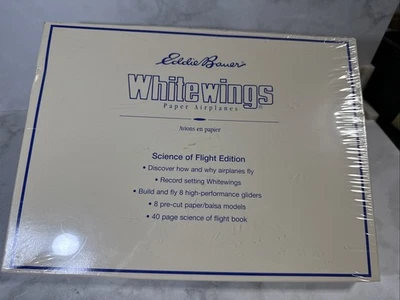 Eddie Bauer
Whitewings
Paper Airplanes
Avions en papier
Science of Flight Edition
• Discover how and why airplanes fly
• Record setting Whitewings
• Build and fly 8 high-performance gliders
• 8 pre-cut paper/balsa models
• 40 page science of flight book